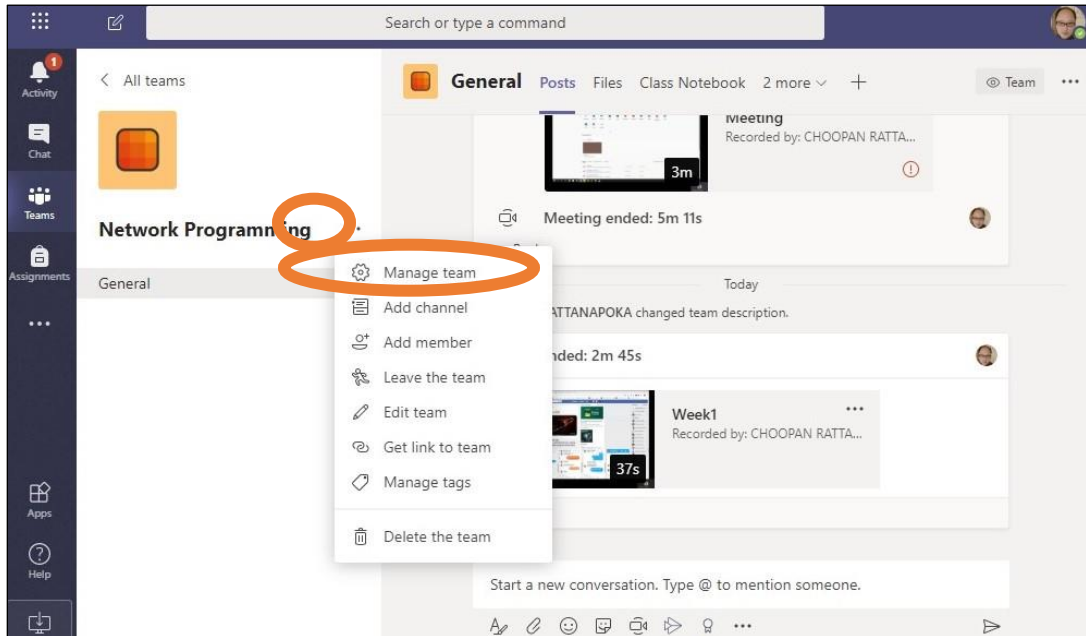 Search or type a command
1
Activity
Chat
Teams
Assignments
Apps
Help
All teams
Network Programming
General
General Posts Files Class Notebook 2 more
Team
Meeting
Recorded by: CHOOPAN RATTA...
3m
Meeting ended: 5m 11s
Today
ATTANAPOKA changed team description.
nded: 2m 45s
Week1
Recorded by: CHOOPAN RATTA...
37s
Manage team
Add channel
Add member
Leave the team
Edit team
Get link to team
Manage tags
Delete the team
Start a new conversation. Type @ to mention someone.